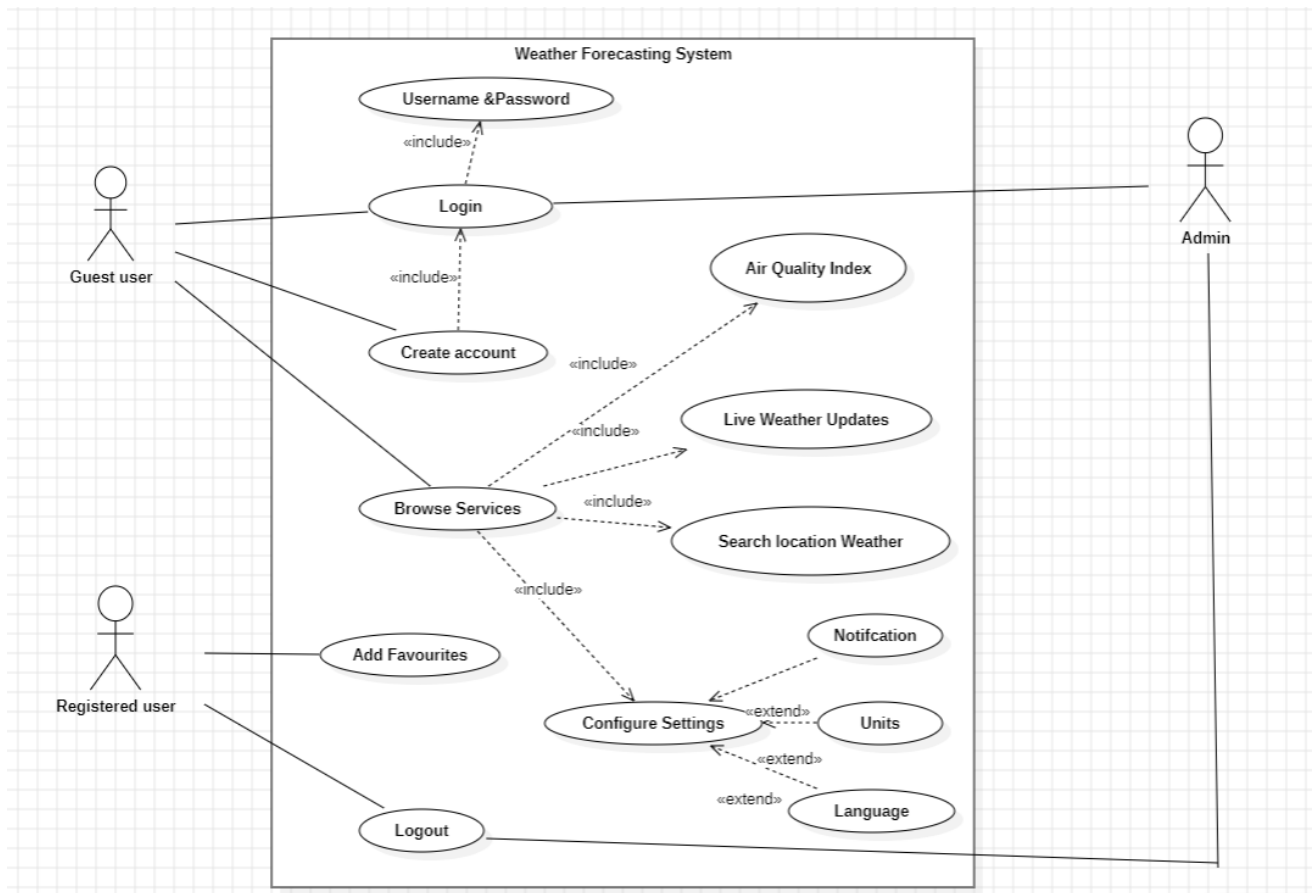 Weather Forecasting System
Username &Password
«include»
Login
Guest user
Admin
«include»
Air Quality Index
Create account
«include»
Live Weather Updates
«include»
Browse Services
«include»
Search location Weather
«include»
Notifcation
Add Favourites
Registered user
Configure Settings
«extend»
Units
«extend»
«extend»
Language
Logout